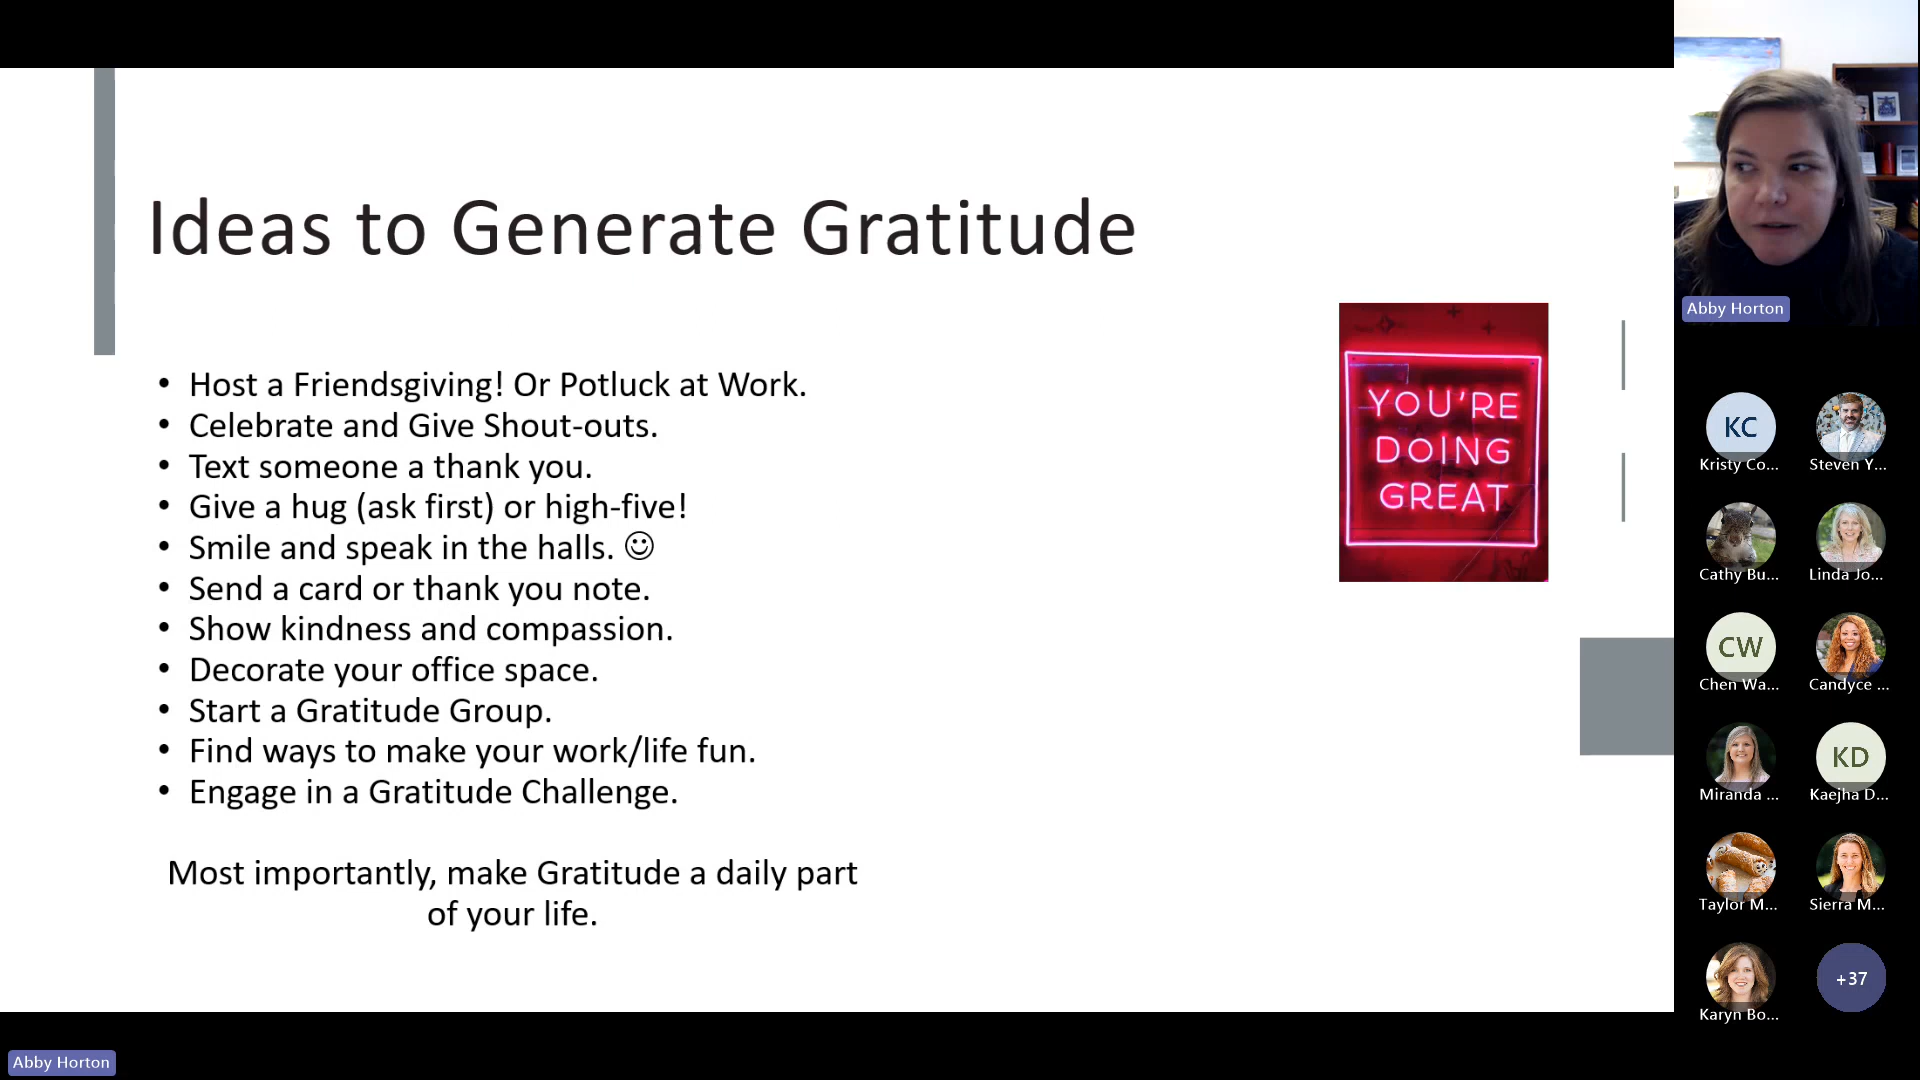 Ideas to Generate Gratitude
• Host a Friendsgiving! Or Potluck at Work.
• Celebrate and Give Shout-outs.
• Text someone a thank you.
• Give a hug (ask first) or high-five!
• Smile and speak in the halls. ☺
• Send a card or thank you note.
• Show kindness and compassion.
• Decorate your office space.
• Start a Gratitude Group.
• Find ways to make your work/life fun.
• Engage in a Gratitude Challenge.
Most importantly, make Gratitude a daily part
of your life.
YOU'RE
DOING
GREAT
Abby Horton
KC
Kristy Co...
Steven Y...
Cathy Bu...
Linda Jo...
CW
Chen Wa...
Candyce ...
Miranda ...
KD
Kaejha D...
Taylor M...
Sierra M...
Karyn Bo...
+37
Abby Horton